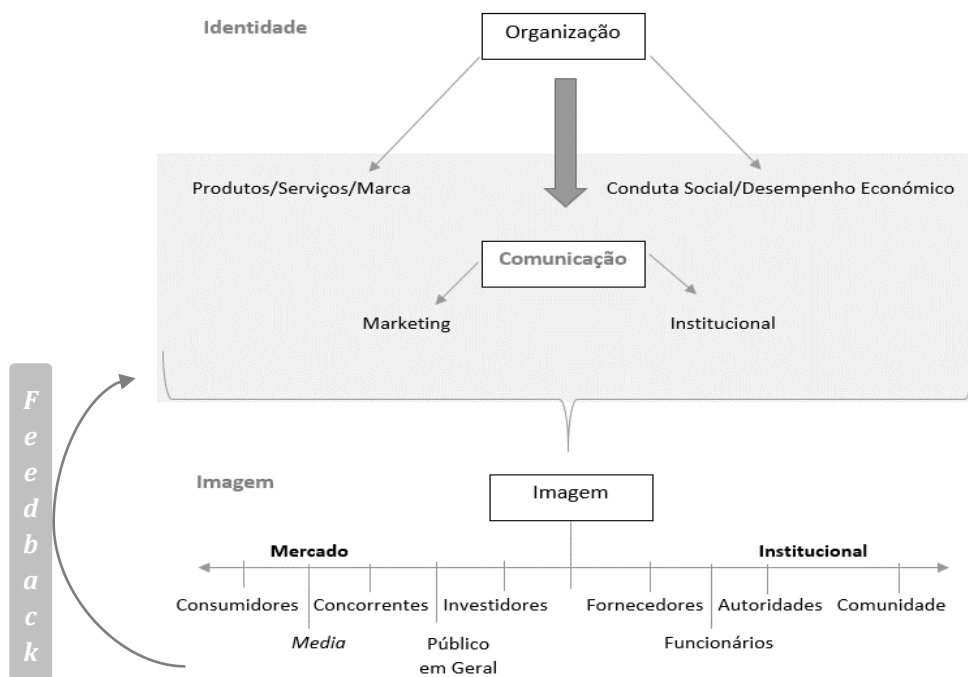 Identidade
Organização
Produtos/Serviços/Marca
Conduta Social/Desempenho Económico
Comunicação
Marketing
Institucional
Feedback
Imagem
Imagem
Mercado
Institucional
Consumidores
Concorrentes
Investidores
Fornecedores
Autoridades
Comunidade
Media
Público
em Geral
Funcionários